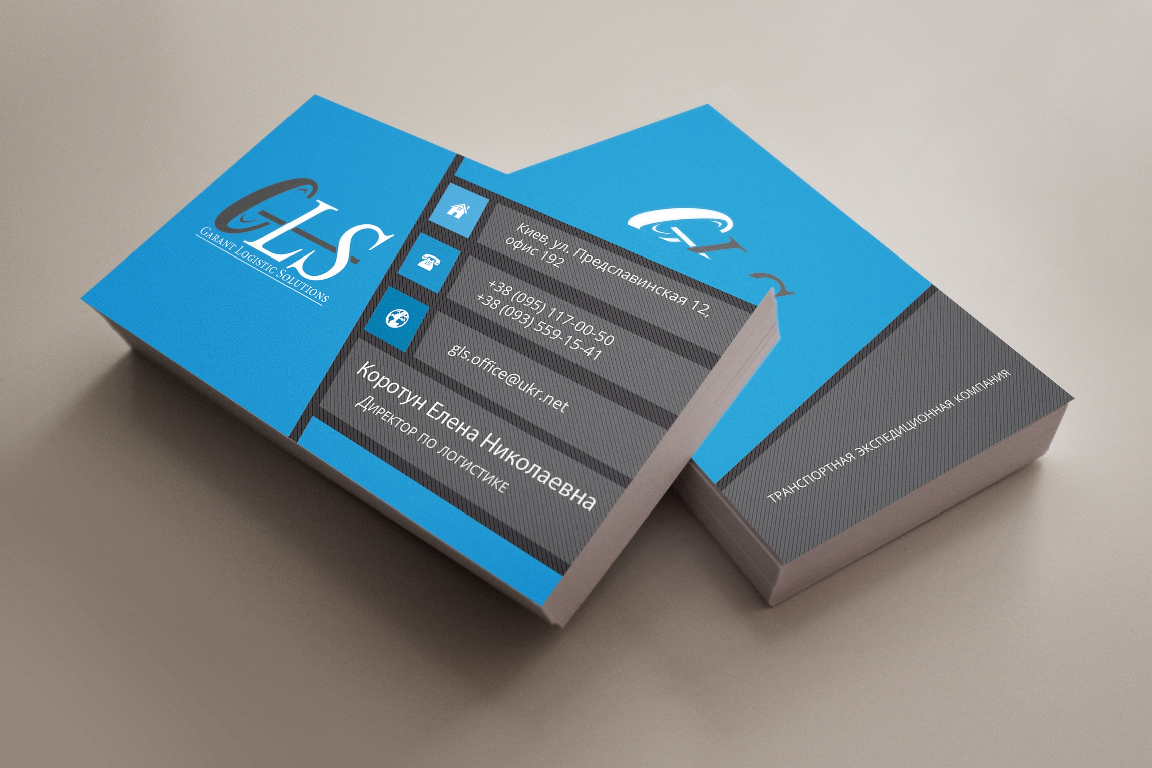 GLS
GARANT LOGISTIC SOLUTIONS
Киев, ул. Предславинская 12,
офис 192
+38 (095) 117-00-50
+38 (093) 559-15-41
gls.office@ukr.net
Коротун Елена Николаевна
Директор по логистике
ТРАНСПОРТНАЯ ЭКСПЕДИЦИОННАЯ КОМПАНИЯ